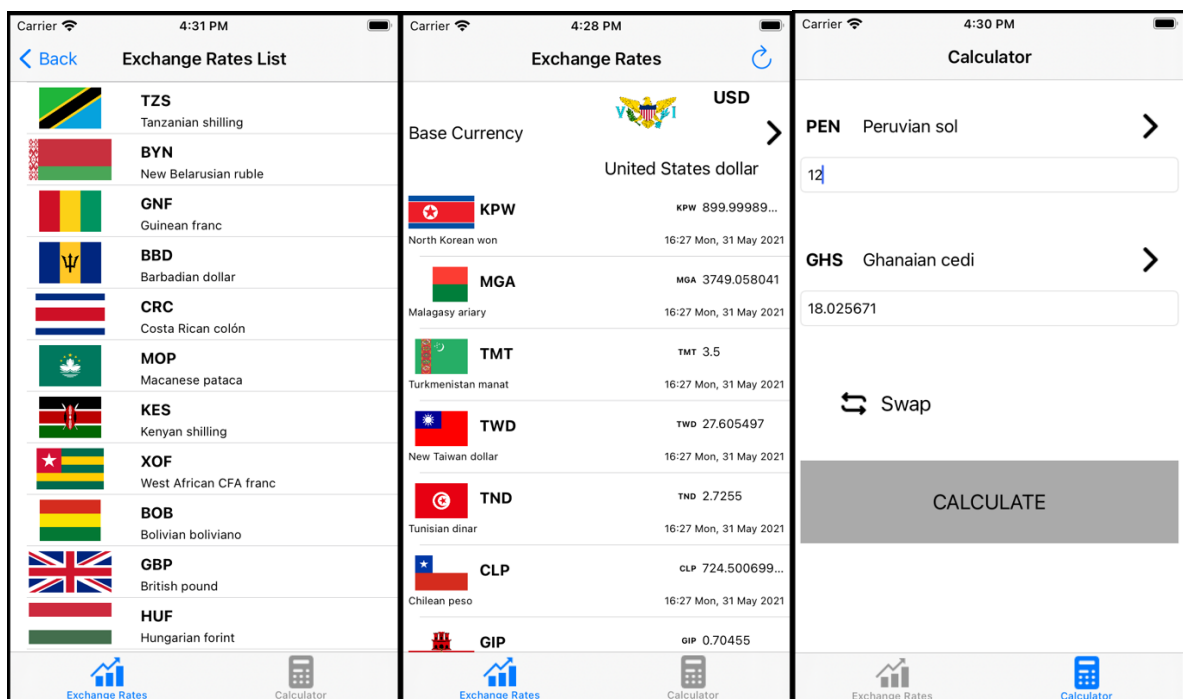 Carrier 4:31 PM
Back Exchange Rates List
TZS
Tanzanian shilling
BYN
New Belarusian ruble
GNF
Guinean franc
BBD
Barbadian dollar
CRC
Costa Rican colón
MOP
Macanese pataca
KES
Kenyan shilling
XOF
West African CFA franc
BOB
Bolivian boliviano
GBP
British pound
HUF
Hungarian forint
Exchange Rates Calculator
Carrier 4:28 PM
Exchange Rates
V I USD
Base Currency
United States dollar
KPW KPW 899.99989...
North Korean won 16:27 Mon, 31 May 2021
MGA MGA 3749.058041
Malagasy ariary 16:27 Mon, 31 May 2021
TMT TMT 3.5
Turkmenistan manat 16:27 Mon, 31 May 2021
TWD TWD 27.605497
New Taiwan dollar 16:27 Mon, 31 May 2021
TND TND 2.7255
Tunisian dinar 16:27 Mon, 31 May 2021
CLP CLP 724.500699...
Chilean peso 16:27 Mon, 31 May 2021
GIP GIP 0.70455
Exchange Rates Calculator
Carrier 4:30 PM
Calculator
PEN Peruvian sol
12
GHS Ghanaian cedi
18.025671
Swap
CALCULATE
Exchange Rates Calculator